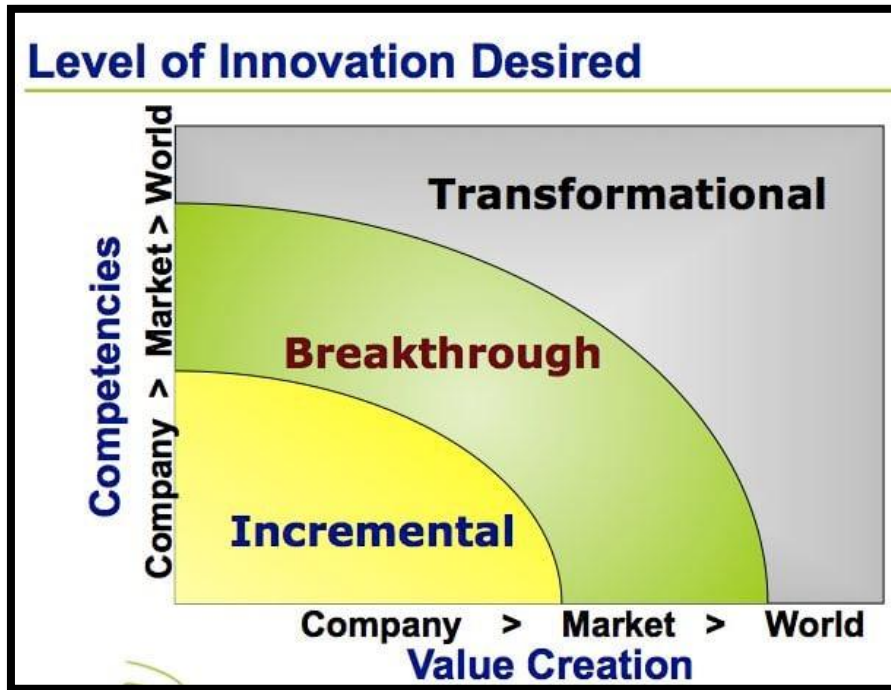 Level of Innovation Desired
Competencies
Company > Market > World
Transformational
Breakthrough
Incremental
Company > Market > World
Value Creation